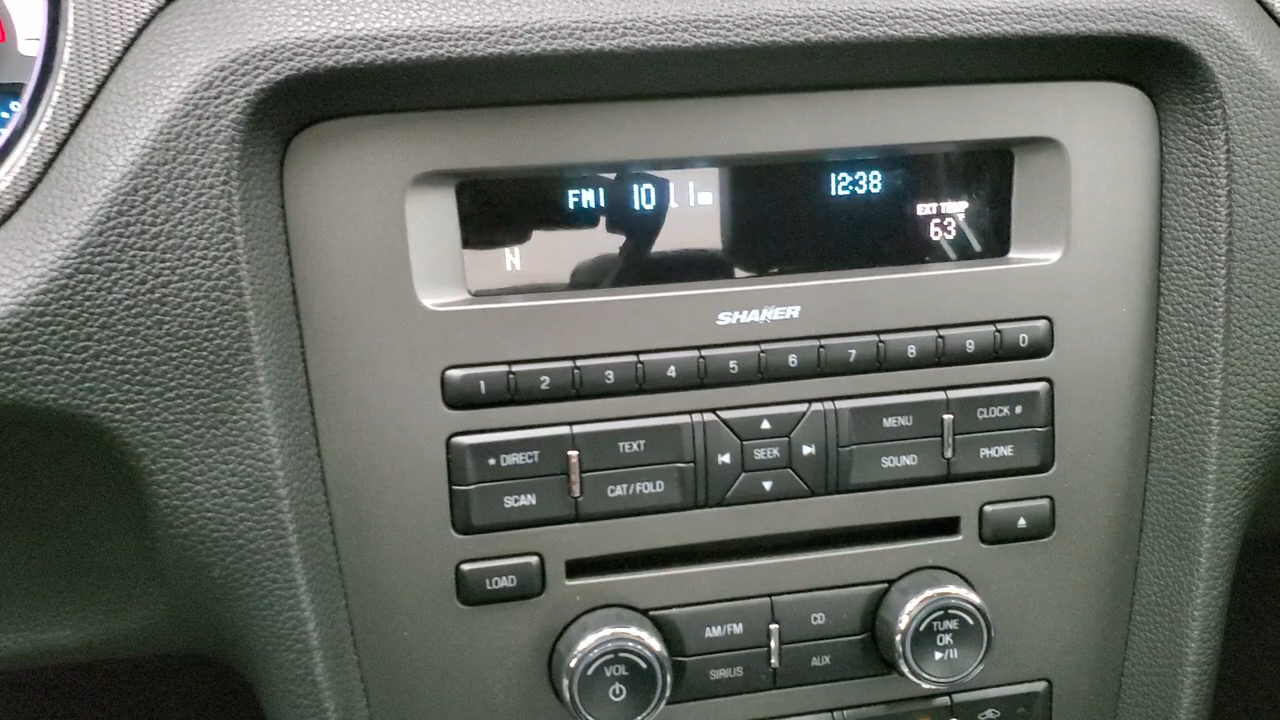 FM1 12:38
EXT TEMP
63°F
N
SHAKER
1 2 3 4 5 6 7 8 9 0
* DIRECT TEXT SEEK MENU CLOCK #
SCAN CAT/FOLD SOUND PHONE
LOAD
AM/FM CD
SIRIUS AUX
VOL
TUNE
OK